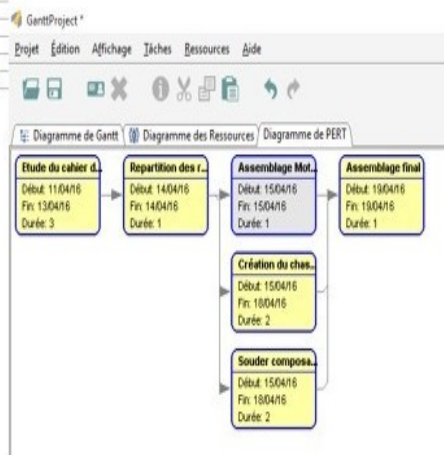 GanttProject *
Projet Édition Affichage Tâches Ressources Aide
Diagramme de Gantt Diagramme des Ressources Diagramme de PERT
Etude du cahier d...
Début: 11/04/16
Fin: 13/04/16
Durée: 3
Repartition des r...
Début: 14/04/16
Fin: 14/04/16
Durée: 1
Assemblage Mot...
Début: 15/04/16
Fin: 15/04/16
Durée: 1
Assemblage final
Début: 19/04/16
Fin: 19/04/16
Durée: 1
Création du chas...
Début: 15/04/16
Fin: 18/04/16
Durée: 2
Souder composa...
Début: 15/04/16
Fin: 18/04/16
Durée: 2